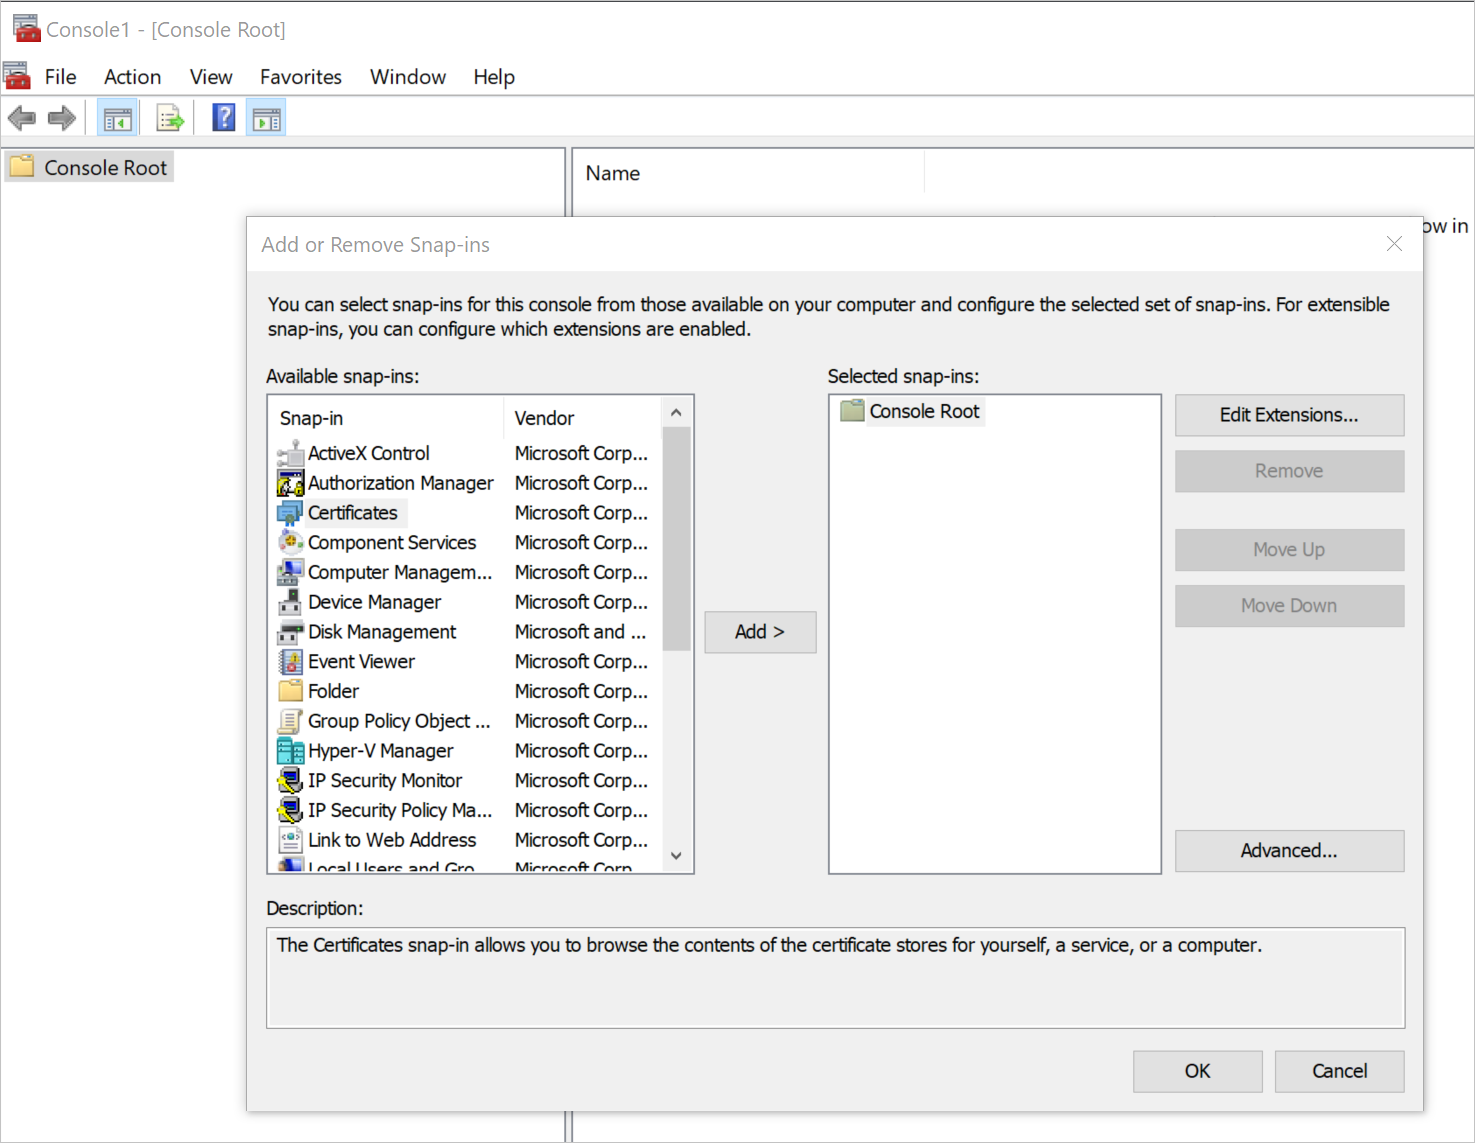 Console1 - [Console Root]
File Action View Favorites Window Help
Console Root
Name
ow in
Add or Remove Snap-ins
You can select snap-ins for this console from those available on your computer and configure the selected set of snap-ins. For extensible
snap-ins, you can configure which extensions are enabled.
Available snap-ins:
Snap-in Vendor
ActiveX Control Microsoft Corp...
Authorization Manager Microsoft Corp...
Certificates Microsoft Corp...
Component Services Microsoft Corp...
Computer Managem... Microsoft Corp...
Device Manager Microsoft Corp...
Disk Management Microsoft and ...
Event Viewer Microsoft Corp...
Folder Microsoft Corp...
Group Policy Object ... Microsoft Corp...
Hyper-V Manager Microsoft Corp...
IP Security Monitor Microsoft Corp...
IP Security Policy Ma... Microsoft Corp...
Link to Web Address Microsoft Corp...
Local Users and Gro... Microsoft Corp...
Add >
Selected snap-ins:
Console Root
Edit Extensions...
Remove
Move Up
Move Down
Advanced...
Description:
The Certificates snap-in allows you to browse the contents of the certificate stores for yourself, a service, or a computer.
OK
Cancel